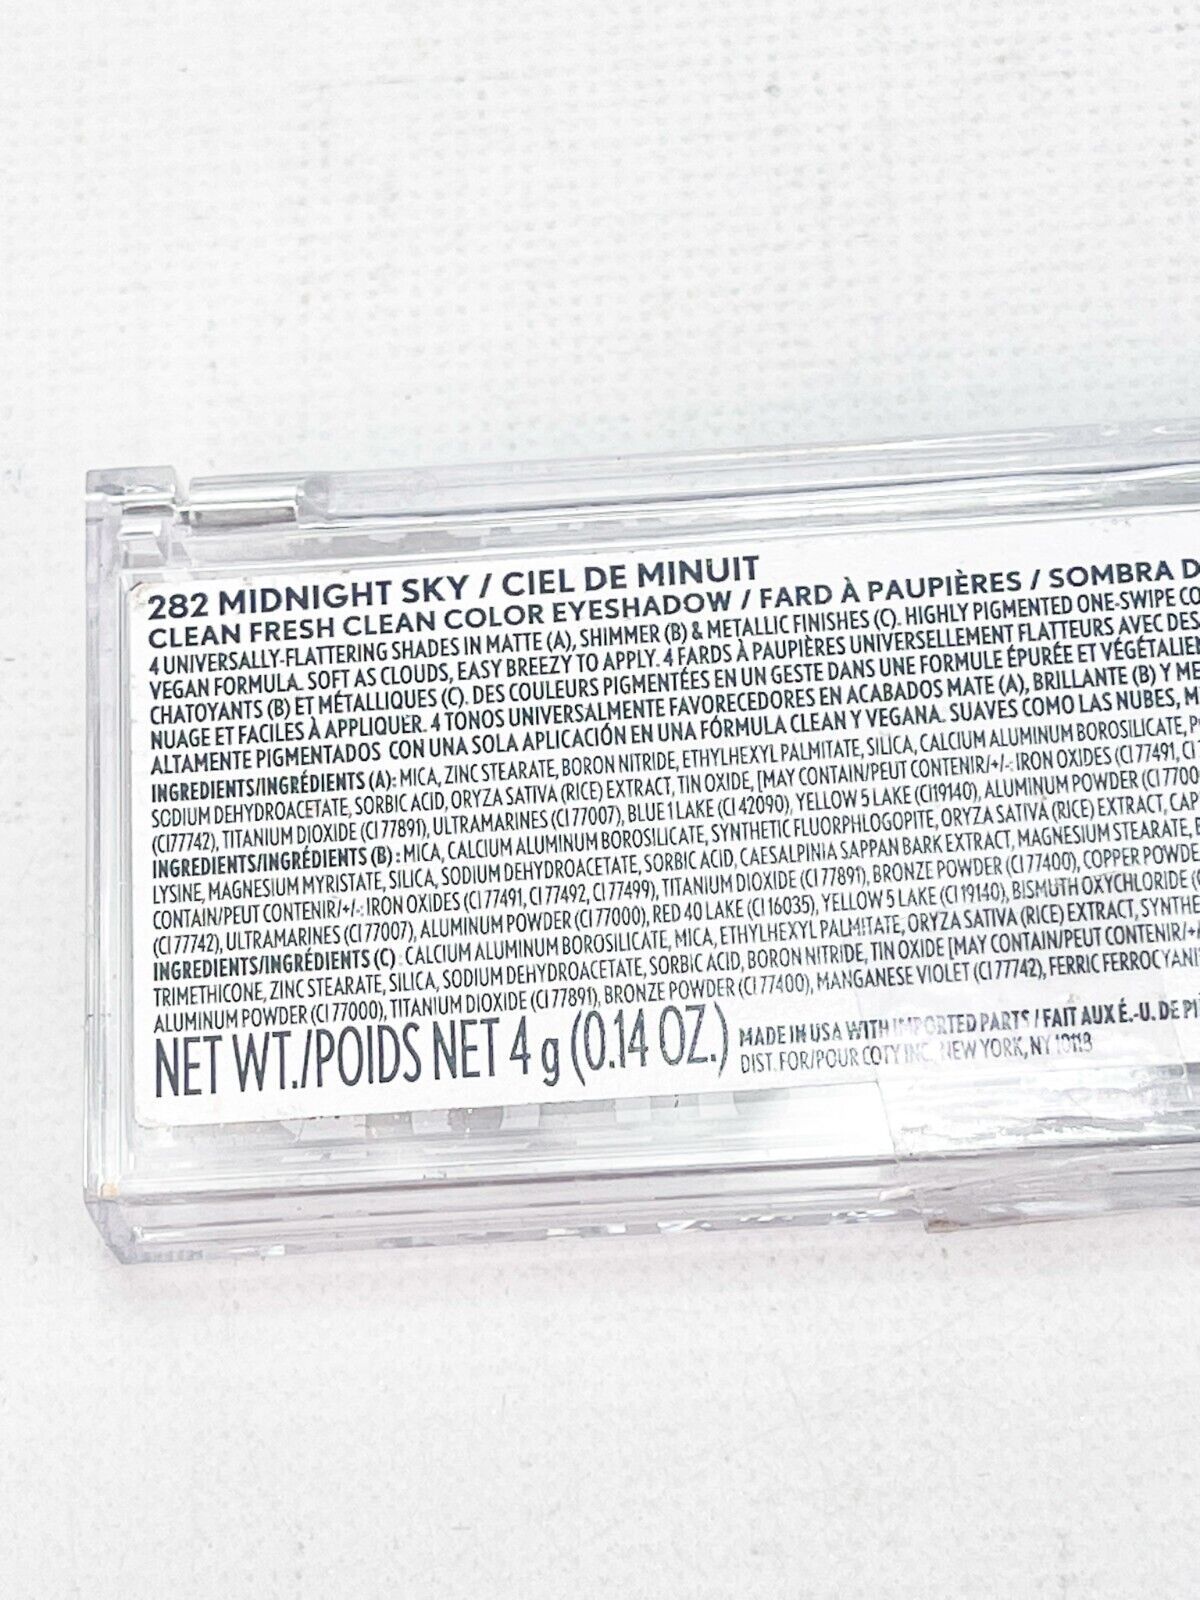 282 MIDNIGHT SKY / CIEL DE MINUIT
CLEAN FRESH CLEAN COLOR EYESHADOW / FARD À PAUPIÈRES / SOMBRA D
4 UNIVERSALLY-FLATTERING SHADES IN MATTE (A), SHIMMER (B) & METALLIC FINISHES (C). HIGHLY PIGMENTED ONE-SWIPE CO
VEGAN FORMULA. SOFT AS CLOUDS, EASY BREEZY TO APPLY. 4 FARDS À PAUPIÈRES UNIVERSELLEMENT FLATTEURS AVEC DES
CHATOYANTS (B) ET MÉTALLIQUES (C). DES COULEURS PIGMENTÉES EN UN GESTE DANS UNE FORMULE ÉPURÉE ET VÉGÉTALIEN
NUAGE ET FACILES À APPLIQUER. 4 TONOS UNIVERSALMENTE FAVORECEDORES EN ACABADOS MATE (A), BRILLANTE (B) Y ME
ALTAMENTE PIGMENTADOS CON UNA SOLA APLICACIÓN EN UNA FÓRMULA CLEAN Y VEGANA. SUAVES COMO LAS NUBES, M
INGREDIENTS/INGRÉDIENTS (A): MICA, ZINC STEARATE, BORON NITRIDE, ETHYLHEXYL PALMITATE, SILICA, CALCIUM ALUMINUM BOROSILICATE, P
SODIUM DEHYDROACETATE, SORBIC ACID, ORYZA SATIVA (RICE) EXTRACT, TIN OXIDE, [MAY CONTAIN/PEUT CONTENIR/+/-: IRON OXIDES (CI 77491, CI
(CI77742), TITANIUM DIOXIDE (CI 77891), ULTRAMARINES (CI 77007), BLUE 1 LAKE (CI 42090), YELLOW 5 LAKE (CI19140), ALUMINUM POWDER (CI 7700
INGREDIENTS/INGRÉDIENTS (B): MICA, CALCIUM ALUMINUM BOROSILICATE, SYNTHETIC FLUORPHLOGOPITE, ORYZA SATIVA (RICE) EXTRACT, CAP
LYSINE, MAGNESIUM MYRISTATE, SILICA, SODIUM DEHYDROACETATE, SORBIC ACID, CAESALPINIA SAPPAN BARK EXTRACT, MAGNESIUM STEARATE,
CONTAIN/PEUT CONTENIR/+/-: IRON OXIDES (CI 77491, CI 77492, CI 77499), TITANIUM DIOXIDE (CI 77891), BRONZE POWDER (CI 77400), COPPER POWDE
(CI 77742), ULTRAMARINES (CI 77007), ALUMINUM POWDER (CI 77000), RED 40 LAKE (CI 16035), YELLOW 5 LAKE (CI 19140), BISMUTH OXYCHLORIDE (
INGREDIENTS/INGRÉDIENTS (C) : CALCIUM ALUMINUM BOROSILICATE, MICA, ETHYLHEXYL PALMITATE, ORYZA SATIVA (RICE) EXTRACT, SYNTHE
TRIMETHICONE, ZINC STEARATE, SILICA, SODIUM DEHYDROACETATE, SORBIC ACID, BORON NITRIDE, TIN OXIDE [MAY CONTAIN/PEUT CONTENIR/+/
ALUMINUM POWDER (CI 77000), TITANIUM DIOXIDE (CI 77891), BRONZE POWDER (CI 77400), MANGANESE VIOLET (CI 77742), FERRIC FERROCYANI
NET WT./POIDS NET 4 g (0.14 OZ.)
MADE IN USA WITH IMPORTED PARTS / FAIT AUX É.-U. DE PI
DIST. FOR/POUR COTY INC. NEW YORK, NY 10118